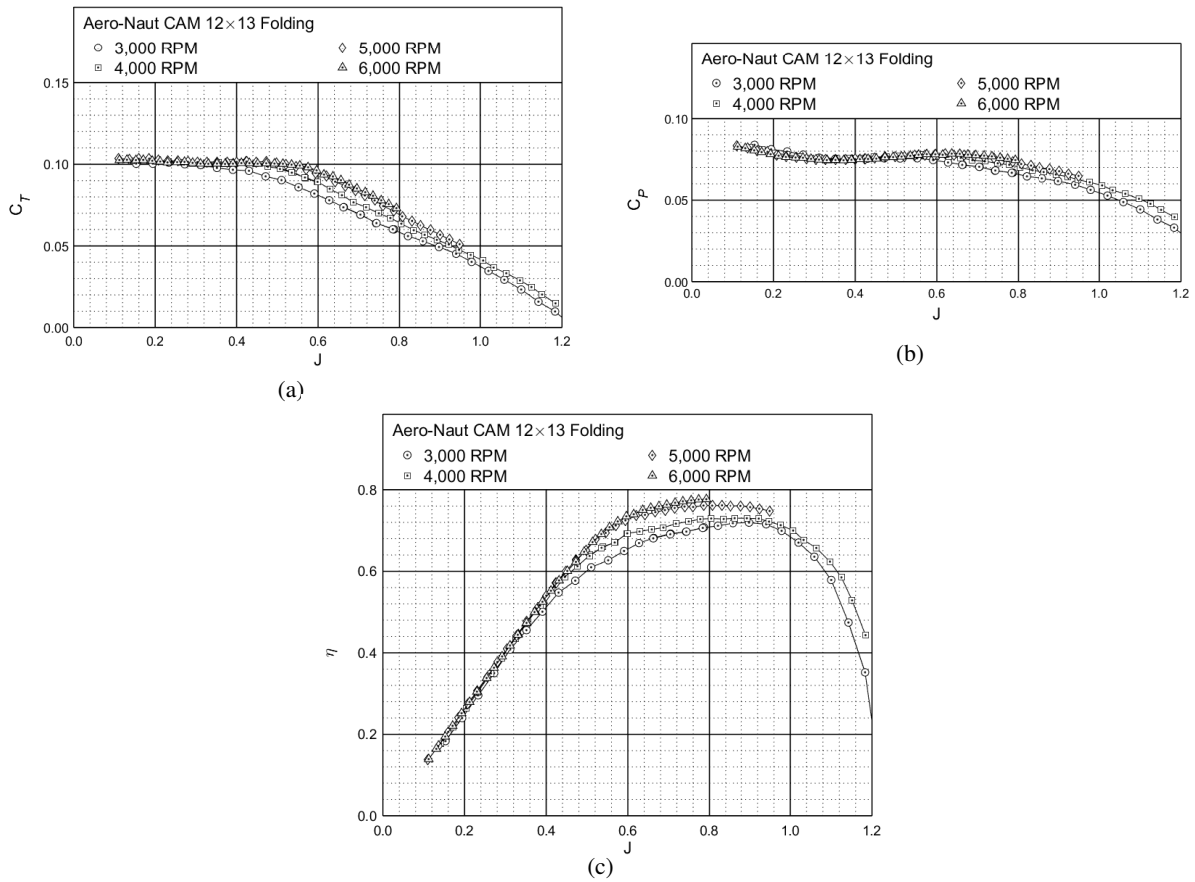 Aero-Naut CAM 12×13 Folding
3,000 RPM
5,000 RPM
4,000 RPM
6,000 RPM
0.15
0.10
0.05
0.00
C_T
0.0 0.2 0.4 0.6 0.8 1.0 1.2
J
(a)
Aero-Naut CAM 12×13 Folding
3,000 RPM
5,000 RPM
4,000 RPM
6,000 RPM
0.10
0.05
0.00
C_P
0.0 0.2 0.4 0.6 0.8 1.0 1.2
J
(b)
Aero-Naut CAM 12×13 Folding
3,000 RPM
5,000 RPM
4,000 RPM
6,000 RPM
0.8
0.6
0.4
0.2
0.0
η
0.0 0.2 0.4 0.6 0.8 1.0 1.2
J
(c)